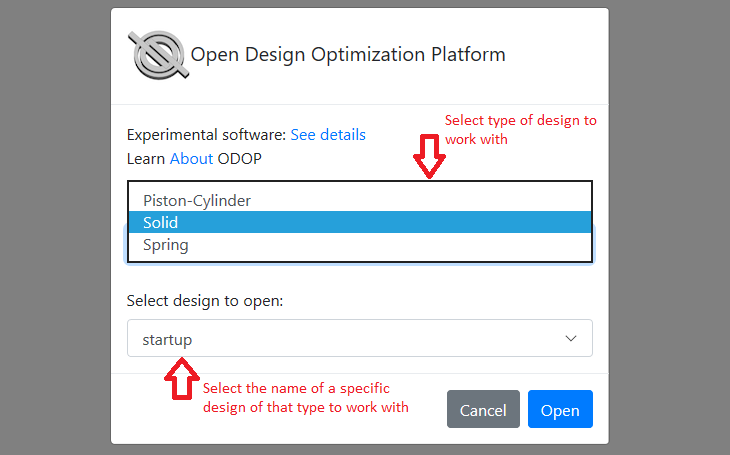 Open Design Optimization Platform
Select type of design to
work with
Experimental software: See details
Learn About ODOP
Piston-Cylinder
Solid
Spring
Select design to open:
startup
Select the name of a specific
design of that type to work with
Cancel
Open